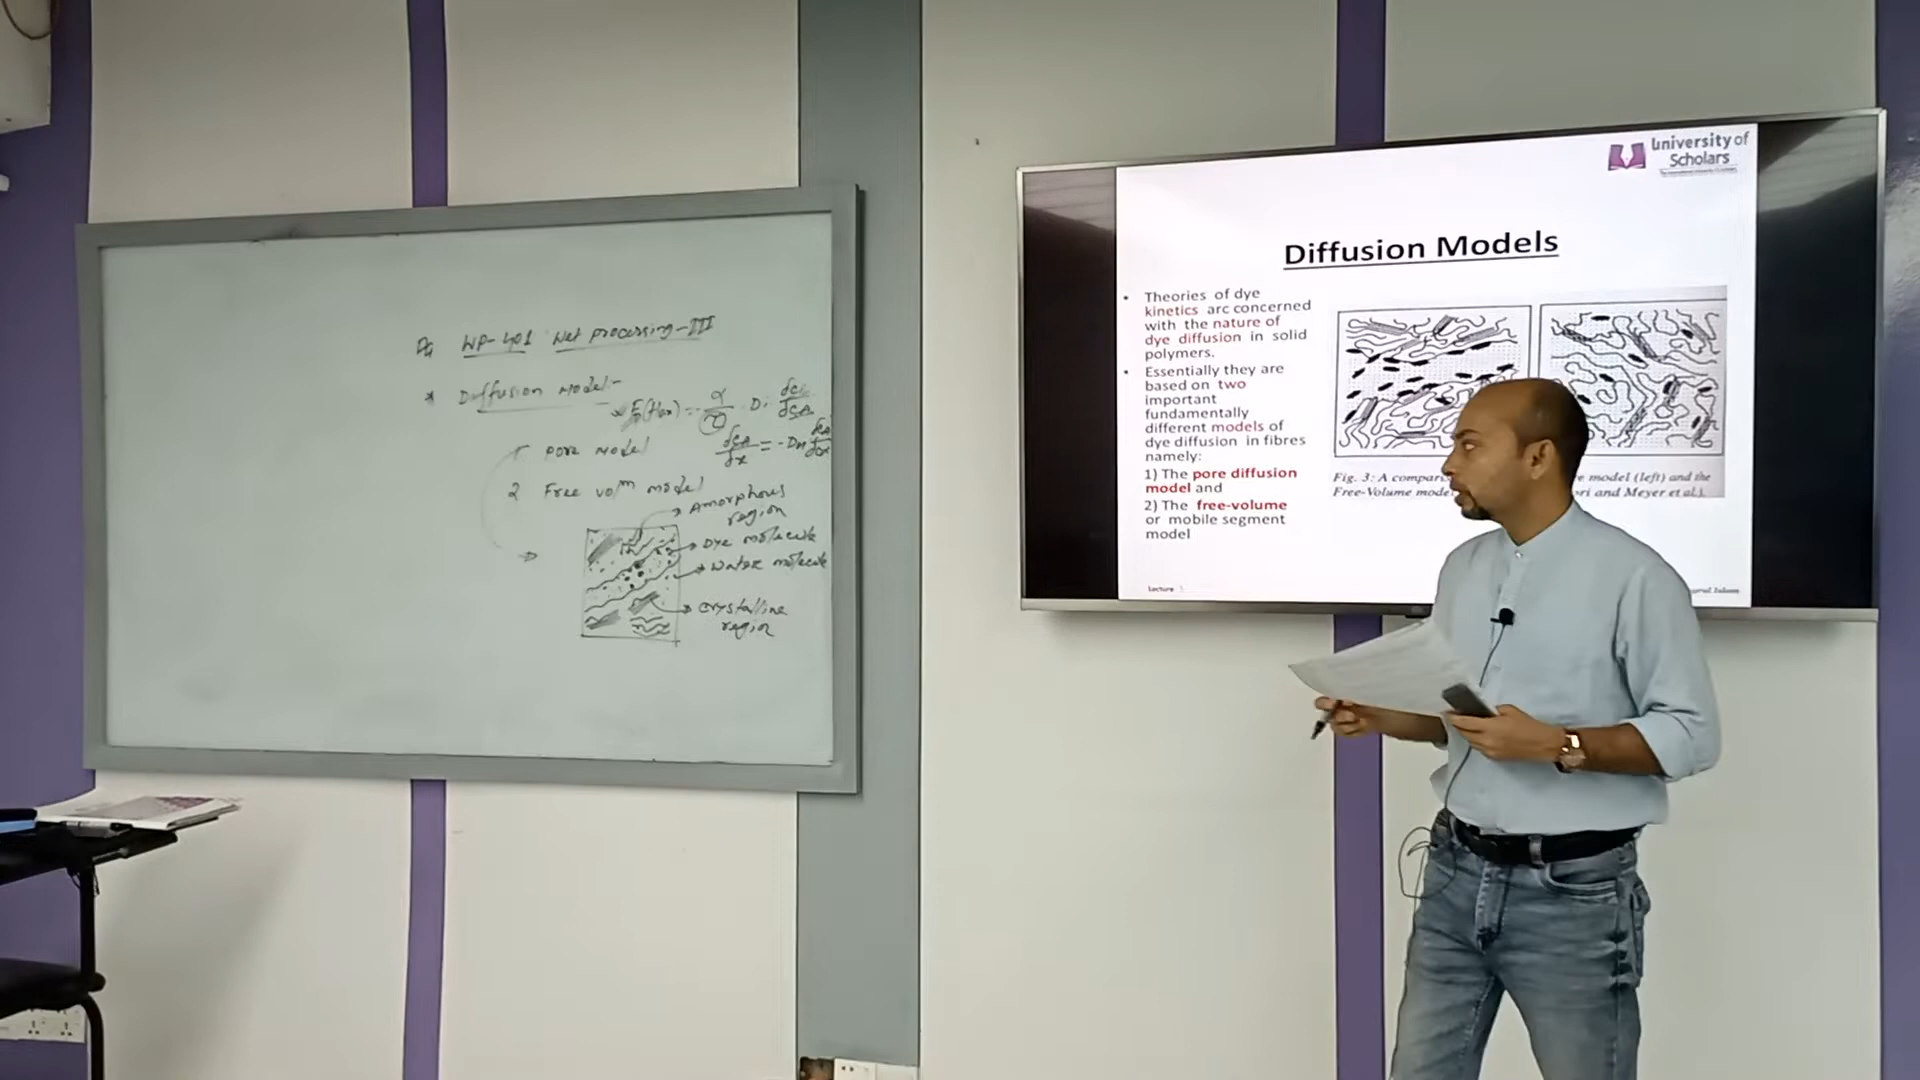 WP-401 Wet Processing-III
* Diffusion Model-
1 pore model
2 Free volm model
Amorphous
region
Dye molecule
Water molecule
crystalline
region
University of
Scholars
Diffusion Models
• Theories of dye
kinetics are concerned
with the nature of
dye diffusion in solid
polymers.
• Essentially they are
based on two
important
fundamentally
different models of
dye diffusion in fibres
namely:
1) The pore diffusion
model and
2) The free-volume
or mobile segment
model
Fig. 3: A compar
e model (left) and the
Free-Volume mode
ori and Meyer et al.).
Lecture